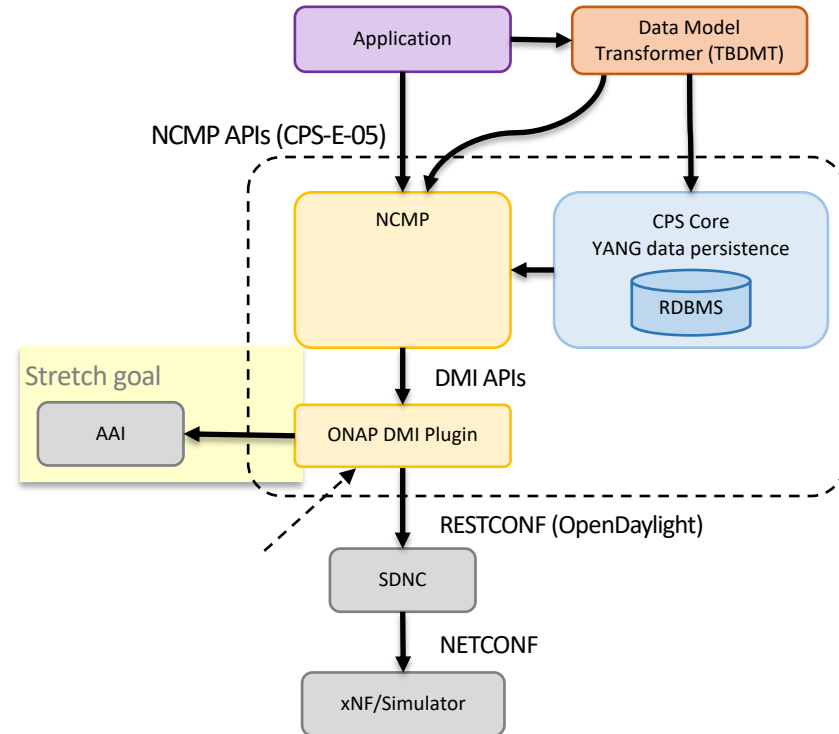 Application
Data Model
Transformer (TBDMT)
NCMP APIs (CPS-E-05)
NCMP
CPS Core
YANG data persistence
RDBMS
DMI APIs
Stretch goal
AAI
ONAP DMI Plugin
RESTCONF (OpenDaylight)
SDNC
NETCONF
xNF/Simulator